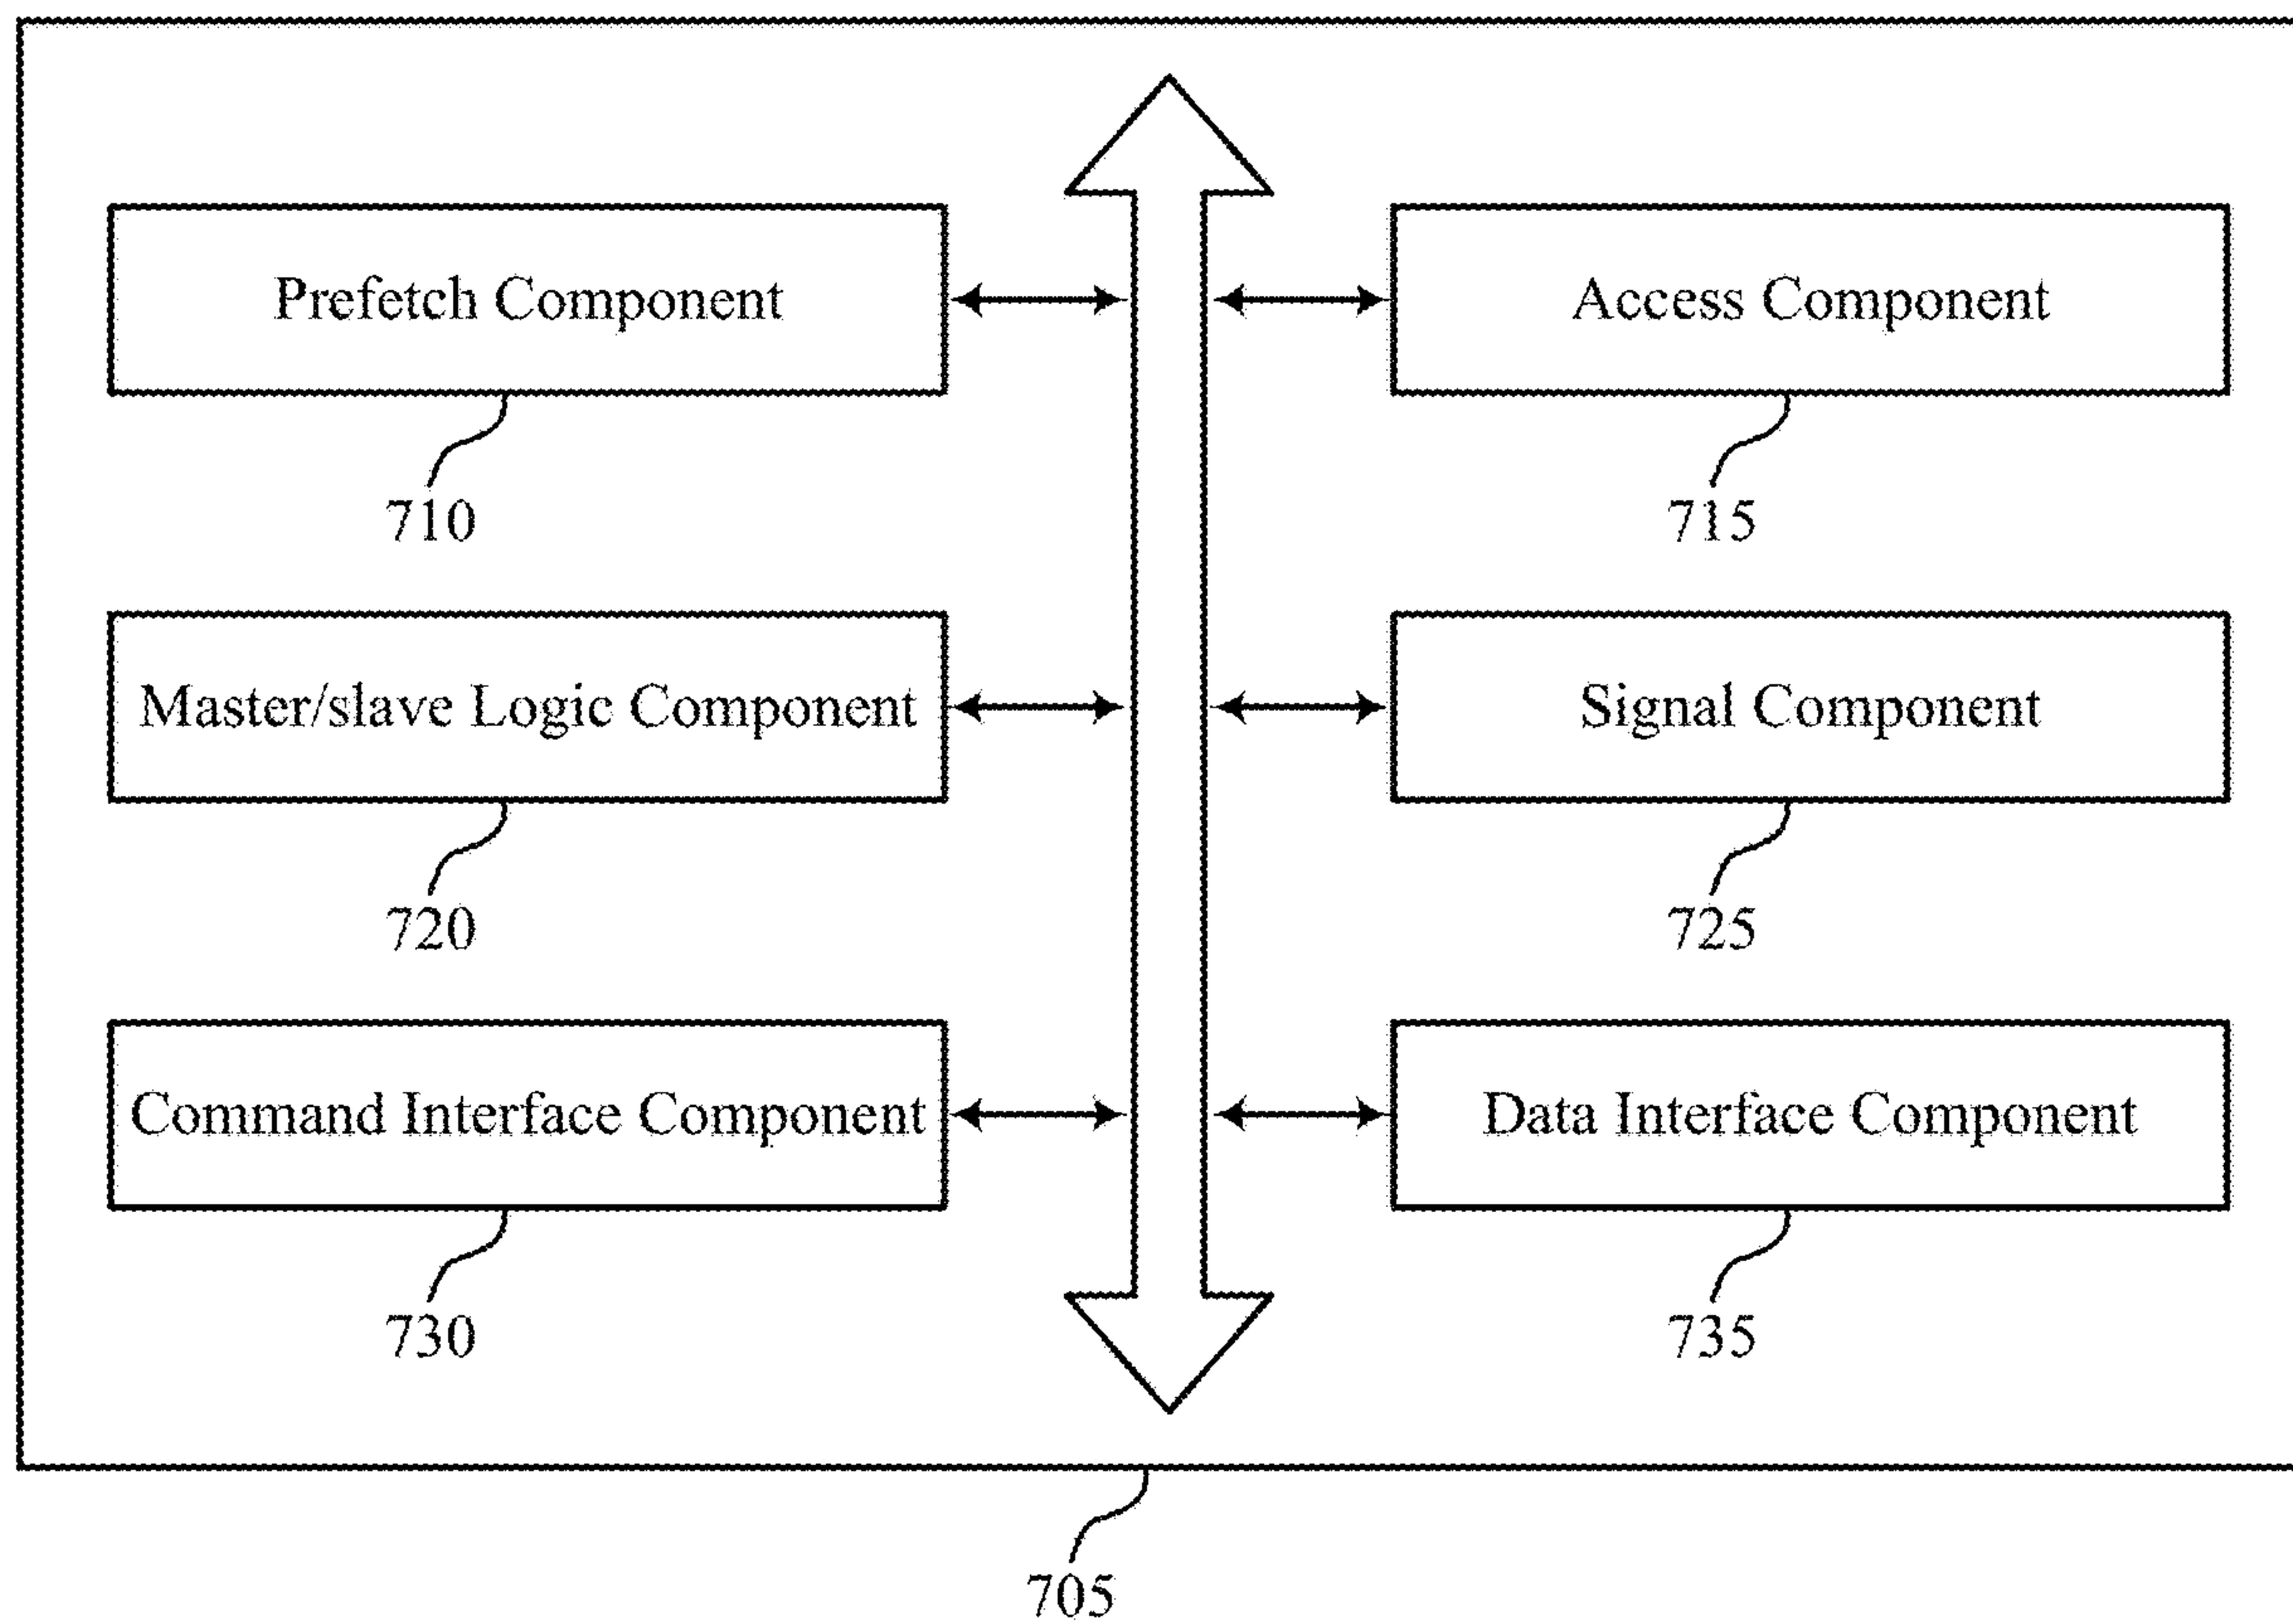 Prefetch Component
Access Component
710
715
Master/slave Logic Component
Signal Component
720
725
Command Interface Component
Data Interface Component
730
735
705